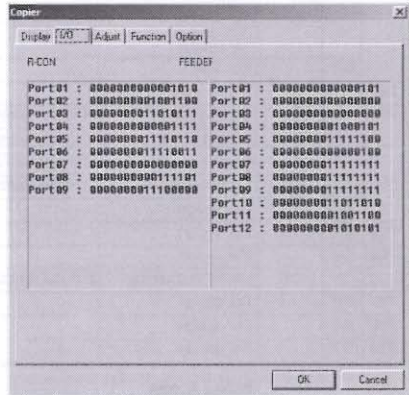 Copier
Display I/O Adjust Function Option
R-CON FEEDER
Port01 : 0000000000001010
Port02 : 0000000001001100
Port03 : 0000000011010111
Port04 : 0000000000001111
Port05 : 0000000011110110
Port06 : 0000000011110011
Port07 : 0000000000000000
Port08 : 0000000000111101
Port09 : 0000000011100000
Port01 : 0000000000000101
Port02 : 0000000000000000
Port03 : 0000000000000000
Port04 : 0000000001000101
Port05 : 0000000011111100
Port06 : 0000000000000100
Port07 : 0000000011111111
Port08 : 0000000011111111
Port09 : 0000000011111111
Port10 : 0000000011011010
Port11 : 0000000001001100
Port12 : 0000000001010101
OK Cancel